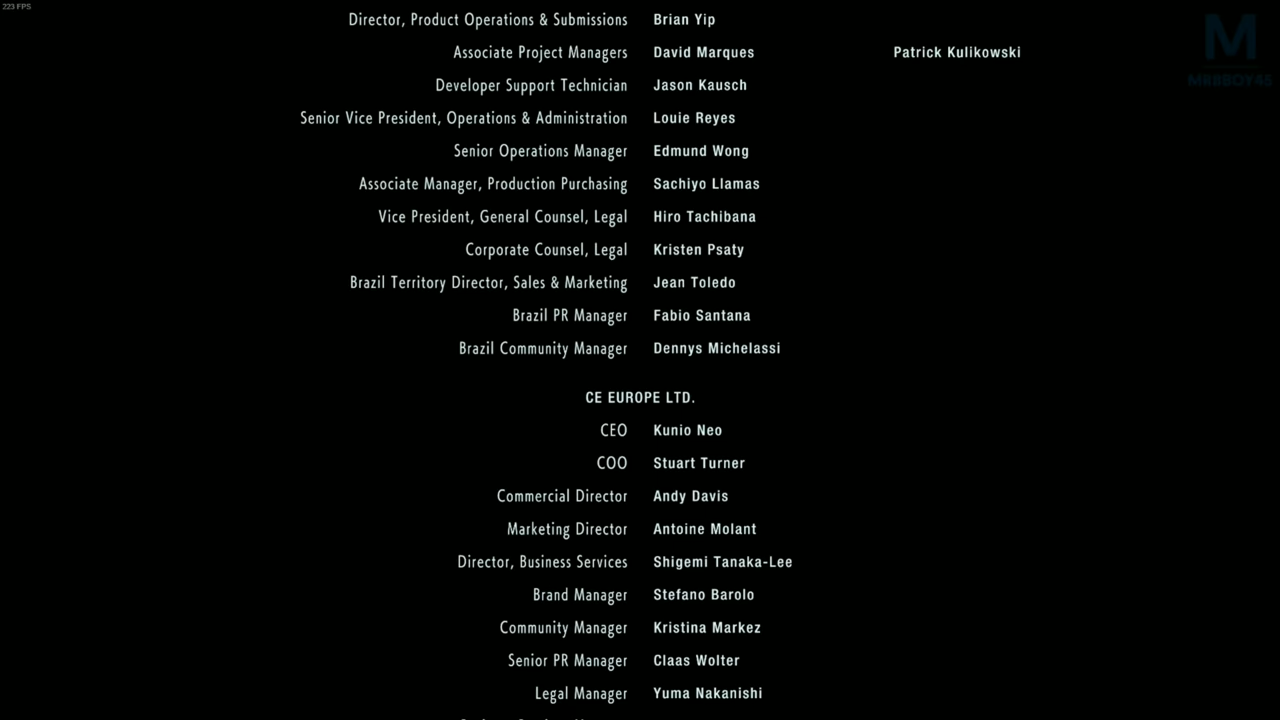 223 FPS
Director, Product Operations & Submissions Brian Yip
Associate Project Managers David Marques Patrick Kulikowski
Developer Support Technician Jason Kausch
Senior Vice President, Operations & Administration Louie Reyes
Senior Operations Manager Edmund Wong
Associate Manager, Production Purchasing Sachiyo Llamas
Vice President, General Counsel, Legal Hiro Tachibana
Corporate Counsel, Legal Kristen Psaty
Brazil Territory Director, Sales & Marketing Jean Toledo
Brazil PR Manager Fabio Santana
Brazil Community Manager Dennys Michelassi
CE EUROPE LTD.
CEO Kunio Neo
COO Stuart Turner
Commercial Director Andy Davis
Marketing Director Antoine Molant
Director, Business Services Shigemi Tanaka-Lee
Brand Manager Stefano Barolo
Community Manager Kristina Markez
Senior PR Manager Claas Wolter
Legal Manager Yuma Nakanishi
M